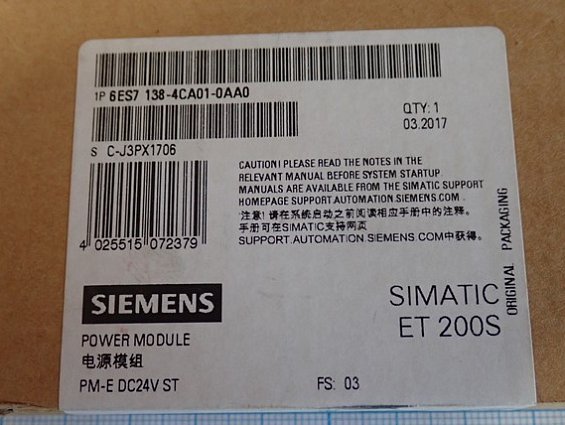 1P 6ES7 138-4CA01-0AA0
QTY: 1
03.2017
S C-J3PX1706
CAUTION! PLEASE READ THE NOTES IN THE
RELEVANT MANUAL BEFORE SYSTEM STARTUP.
MANUALS ARE AVAILABLE FROM THE SIMATIC SUPPORT
HOMEPAGE SUPPORT.AUTOMATION.SIEMENS.COM .
注意! 请在系统启动之前阅读相应手册中的注释。
手册可在SIMATIC支持网页
SUPPORT.AUTOMATION.SIEMENS.COM中获得。
4 025515 072379
ORIGINAL PACKAGING
SIEMENS
SIMATIC
ET 200S
POWER MODULE
电源模组
PM-E DC24V ST
FS: 03